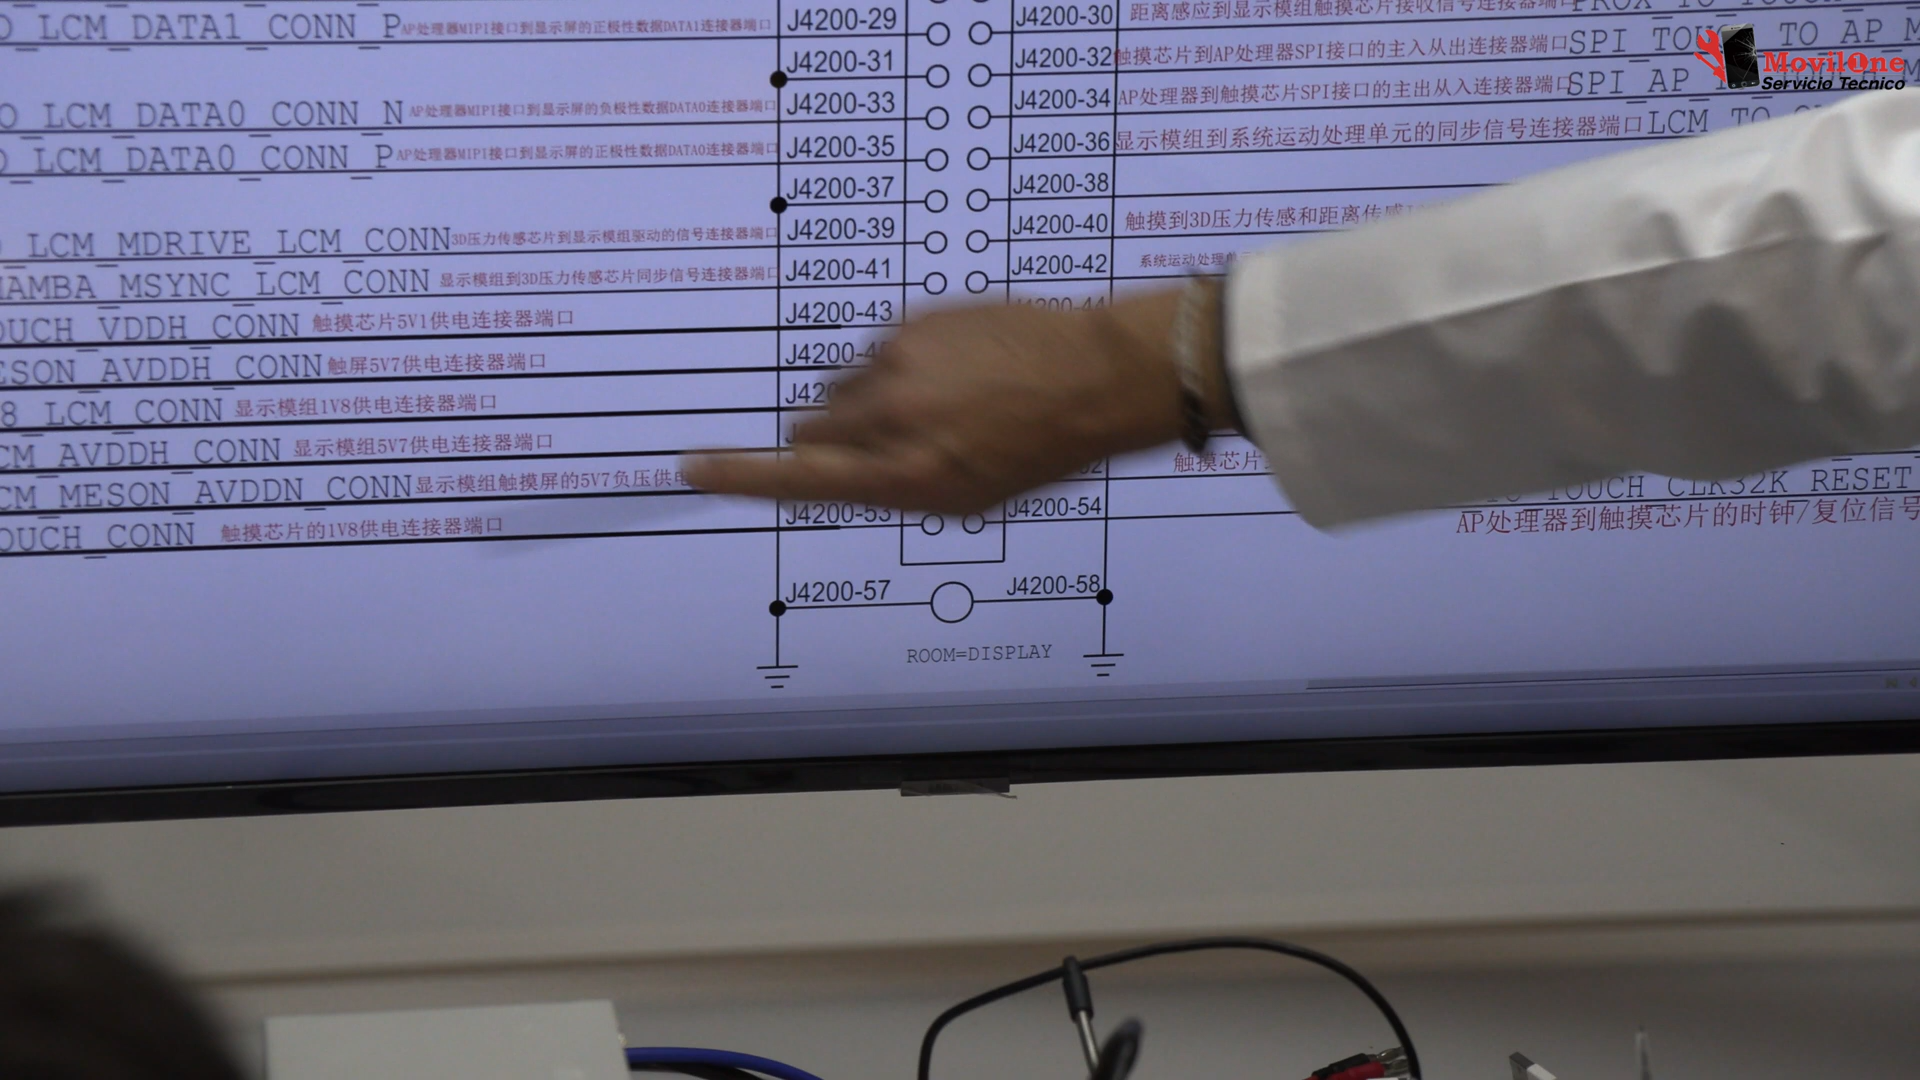 O_LCM_DATA1_CONN_P AP处理器MIPI接口到显示屏的正极性数据DATA1连接器端口 J4200-29
J4200-31
O_LCM_DATA0_CONN_N AP处理器MIPI接口到显示屏的负极性数据DATA0连接器端口 J4200-33
O_LCM_DATA0_CONN_P AP处理器MIPI接口到显示屏的正极性数据DATA0连接器端口 J4200-35
J4200-37
_LCM_MDRIVE_LCM_CONN 3D压力传感芯片到显示模组驱动的信号连接器端口 J4200-39
MAMBA_MSYNC_LCM_CONN 显示模组到3D压力传感芯片同步信号连接器端口 J4200-41
OUCH_VDDH_CONN 触摸芯片5V1供电连接器端口 J4200-43
ESON_AVDDH_CONN 触屏5V7供电连接器端口
8_LCM_CONN 显示模组1V8供电连接器端口
CM_AVDDH_CONN 显示模组5V7供电连接器端口
CM_MESON_AVDDN_CONN 显示模组触摸屏的5V7负压供电
OUCH_CONN 触摸芯片的1V8供电连接器端口 J4200-53
J4200-57
J4200-30 距离感应到显示模组触摸芯片接收信号连接器端口 PROX_TO_TOUCH
J4200-32 触摸芯片到AP处理器SPI接口的主入从出连接器端口 SPI_TOU TO_AP_M
J4200-34 AP处理器到触摸芯片SPI接口的主出从入连接器端口 SPI_AP
J4200-36 显示模组到系统运动处理单元的同步信号连接器端口 LCM_TO
J4200-38
J4200-40 触摸到3D压力传感和距离传感
J4200-42 系统运动处理单
J4200-44
触摸芯片
J4200-54 TO_TOUCH_CLK32K_RESET
AP处理器到触摸芯片的时钟/复位信号
J4200-58
ROOM=DISPLAY
MovilOne
Servicio Tecnico